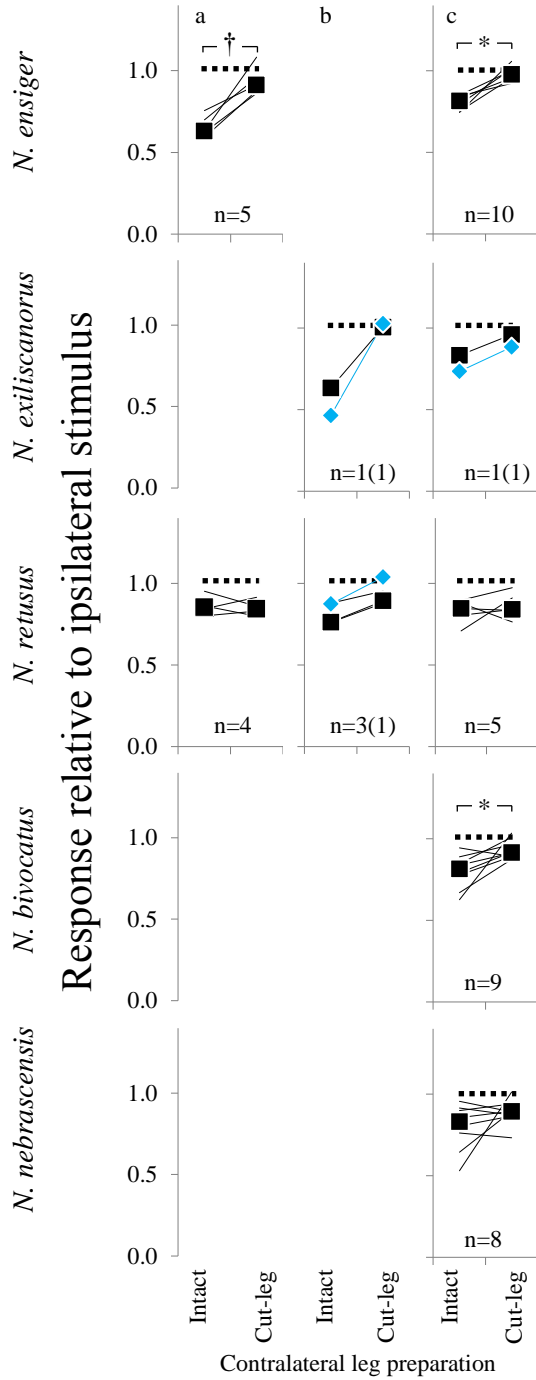 a
b
c
†
*
N. ensiger
1.0
0.5
0.0
n=5
n=10
N. exiliscanorus
1.0
0.5
0.0
n=1(1)
n=1(1)
Response relative to ipsilateral stimulus
N. retusus
1.0
0.5
0.0
n=4
n=3(1)
n=5
N. bivocatus
*
1.0
0.5
0.0
n=9
N. nebrascensis
1.0
0.5
0.0
n=8
Intact
Cut-leg
Intact
Cut-leg
Intact
Cut-leg
Contralateral leg preparation